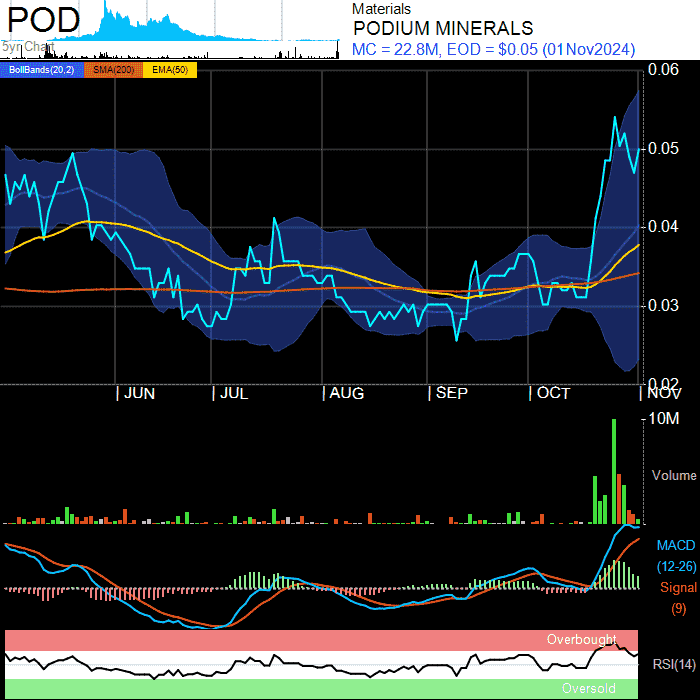 POD
Materials
PODIUM MINERALS
MC = 22.8M, EOD = $0.05 (01Nov2024)
5yr Chart
BollBands(20,2) SMA(200) EMA(50)
0.06
0.05
0.04
0.03
0.02
| JUN | JUL | AUG | SEP | OCT | NOV
10M
Volume
MACD
(12-26)
Signal
(9)
Overbought
RSI(14)
Oversold